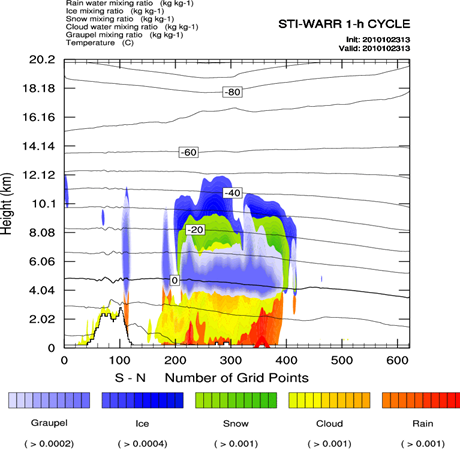 Rain water mixing ratio (kg kg-1)
Ice mixing ratio (kg kg-1)
Snow mixing ratio (kg kg-1)
Cloud water mixing ratio (kg kg-1)
Graupel mixing ratio (kg kg-1)
Temperature (C)
STI-WARR 1-h CYCLE
Init: 2010102313
Valid: 2010102313
20.2
18.18
-80
16.16
14.14
-60
12.12
-40
10.1
Height (km)
8.08
-20
6.06
0
4.04
2.02
0
0 100 200 300 400 500 600
S - N Number of Grid Points
Graupel Ice Snow Cloud Rain
( > 0.0002) ( > 0.0004) ( > 0.001) ( > 0.001) ( > 0.001)